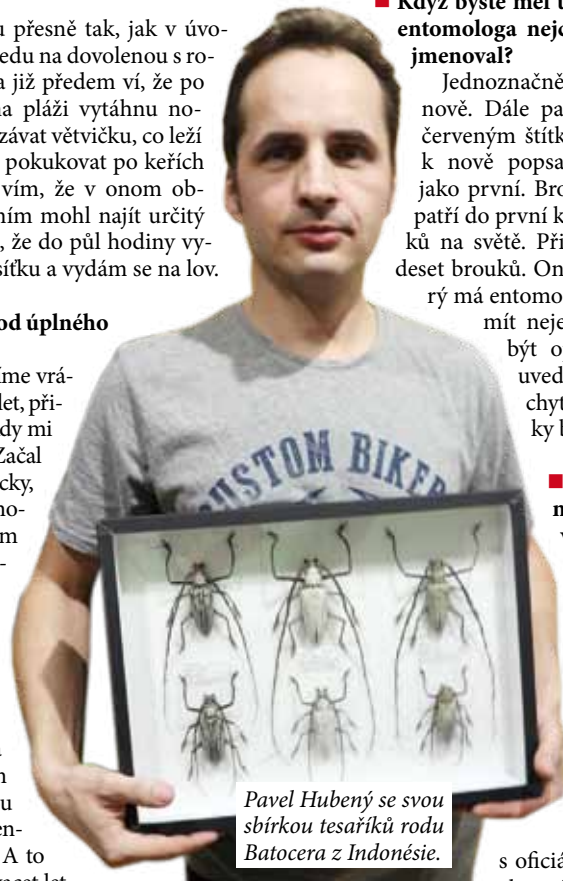 u přesně tak, jak v úvo-
edu na dovolenou s ro-
a již předem ví, že po
na pláži vytáhnu no-
závat větvičku, co leží
pokukovat po keřích
vím, že v onom ob-
ním mohl najít určitý
, že do půl hodiny vy-
síťku a vydám se na lov.
od úplného
íme vrá-
let, při-
dy mi
Začal
cky,
no-
m
-
u
en-
A to
CUSTOM BIKER
Pavel Hubený se svou
sbírkou tesaříků rodu
Batocera z Indonésie.
■ Když byste měl u
entomologa nejc
jmenoval?
Jednoznačně
nově. Dále pa
červeným štítk
k nově popsa
jako první. Bro
patří do první k
ků na světě. Při
deset brouků. On
rý má entomo
mít neje
být o
uved
chyt
ky b
■
n
v
s oficiá